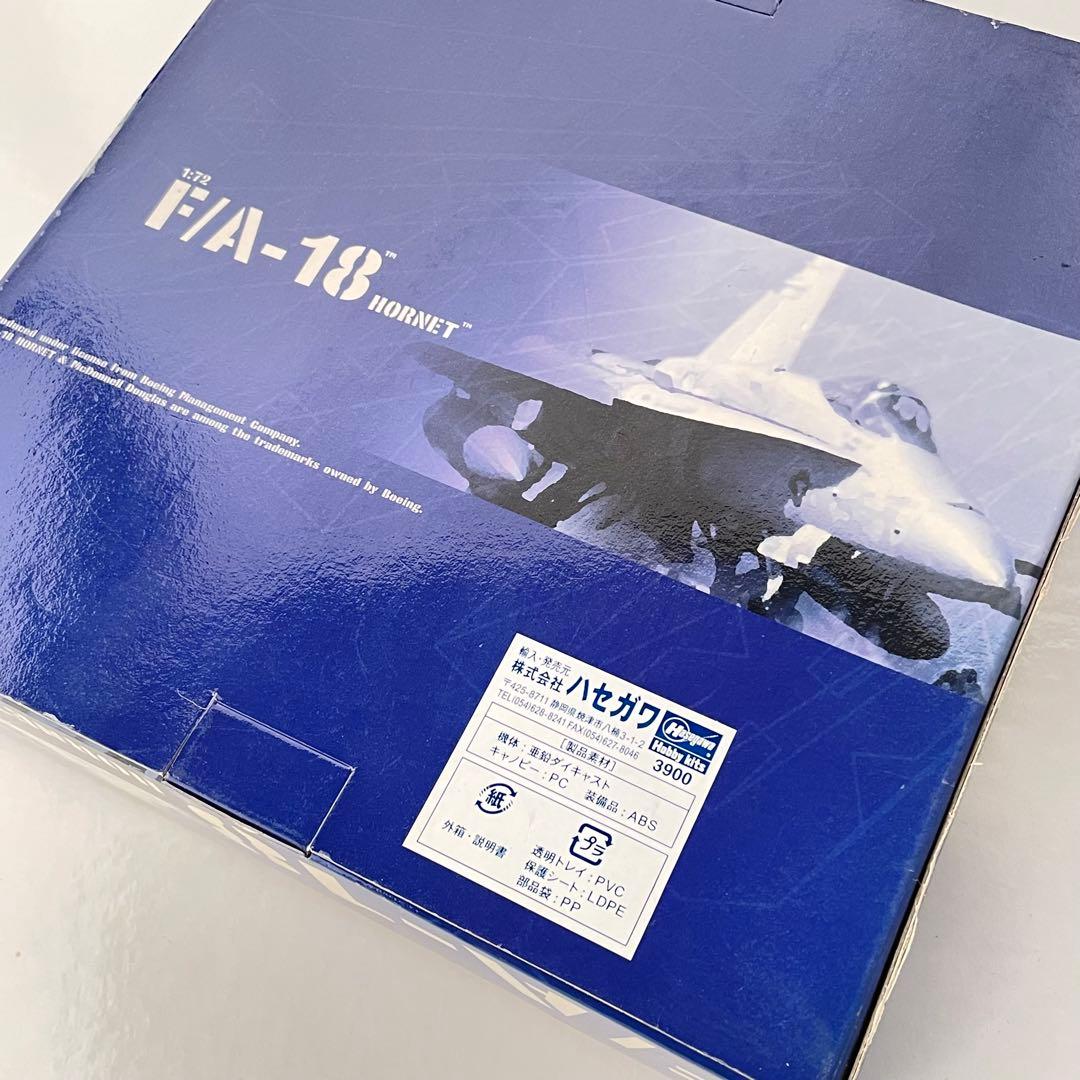 1:72
F/A-18™
HORNET™
under license from Boeing Management Company.
18 HORNET & McDonnell Douglas are among the trademarks owned by Boeing.
輸入・発売元
株式会社 ハセガワ
〒425-8711 静岡県焼津市八楠3-1-2
TEL(054)628-8241 FAX(054)627-8046
Hasegawa
Hobby kits
3900
[製品素材]
機体:亜鉛ダイキャスト
キャノピー:PC 装備品:ABS
紙
外箱・説明書
プラ
透明トレイ:PVC
保護シート:LDPE
部品袋:PP